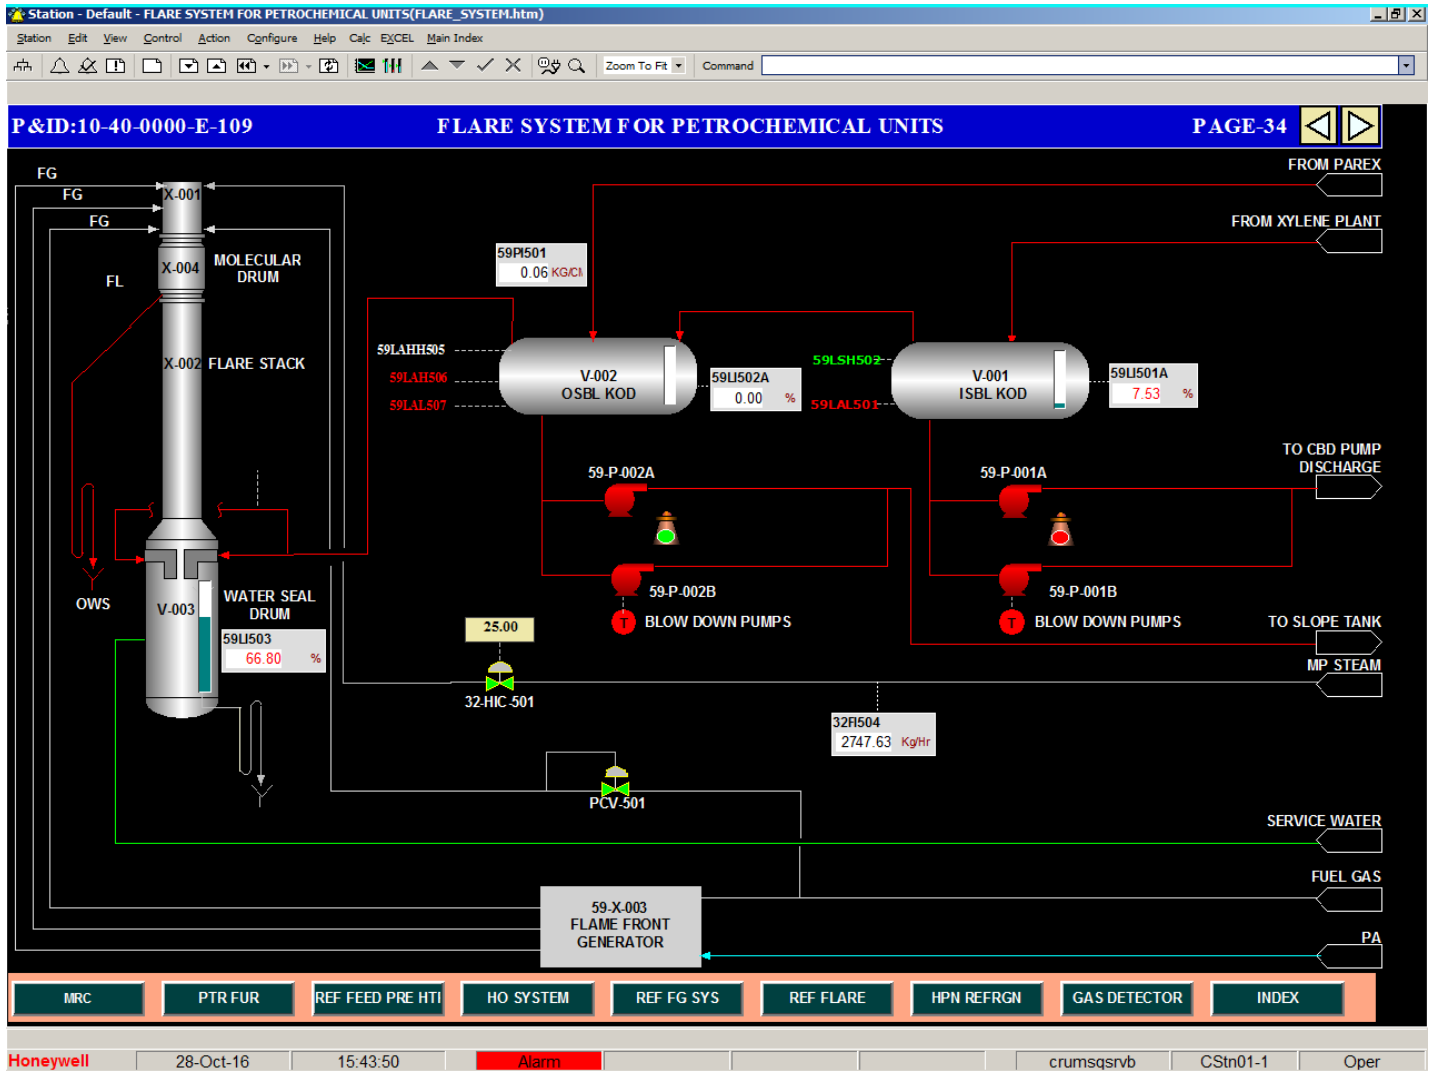 Station - Default - FLARE SYSTEM FOR PETROCHEMICAL UNITS(FLARE_SYSTEM.htm)
Station Edit View Control Action Configure Help Calc EXCEL Main Index
Zoom To Fit Command
P&ID:10-40-0000-E-109 FLARE SYSTEM FOR PETROCHEMICAL UNITS PAGE-34
FROM PAREX
FG
X-001
FG
FG
FROM XYLENE PLANT
59PI501
0.06 KG/C
MOLECULAR
DRUM
X-004
FL
59LAHH505
59LAH506
59LAL507
V-002
OSBL KOD
59LI502A
0.00 %
59LSH502
59LAL501
V-001
ISBL KOD
59LI501A
7.53 %
X-002 FLARE STACK
TO CBD PUMP
DISCHARGE
59-P-002A
59-P-001A
59-P-002B
59-P-001B
T BLOW DOWN PUMPS
T BLOW DOWN PUMPS
OWS
V-003
WATER SEAL
DRUM
59LI503
66.80 %
TO SLOPE TANK
25.00
MP STEAM
32-HIC-501
32FI504
2747.63 Kg/Hr
PCV-501
SERVICE WATER
FUEL GAS
59-X-003
FLAME FRONT
GENERATOR
PA
MRC PTR FUR REF FEED PRE HTI HO SYSTEM REF FG SYS REF FLARE HPN REFRGN GAS DETECTOR INDEX
Honeywell 28-Oct-16 15:43:50 Alarm crumsqsrvb CStn01-1 Oper